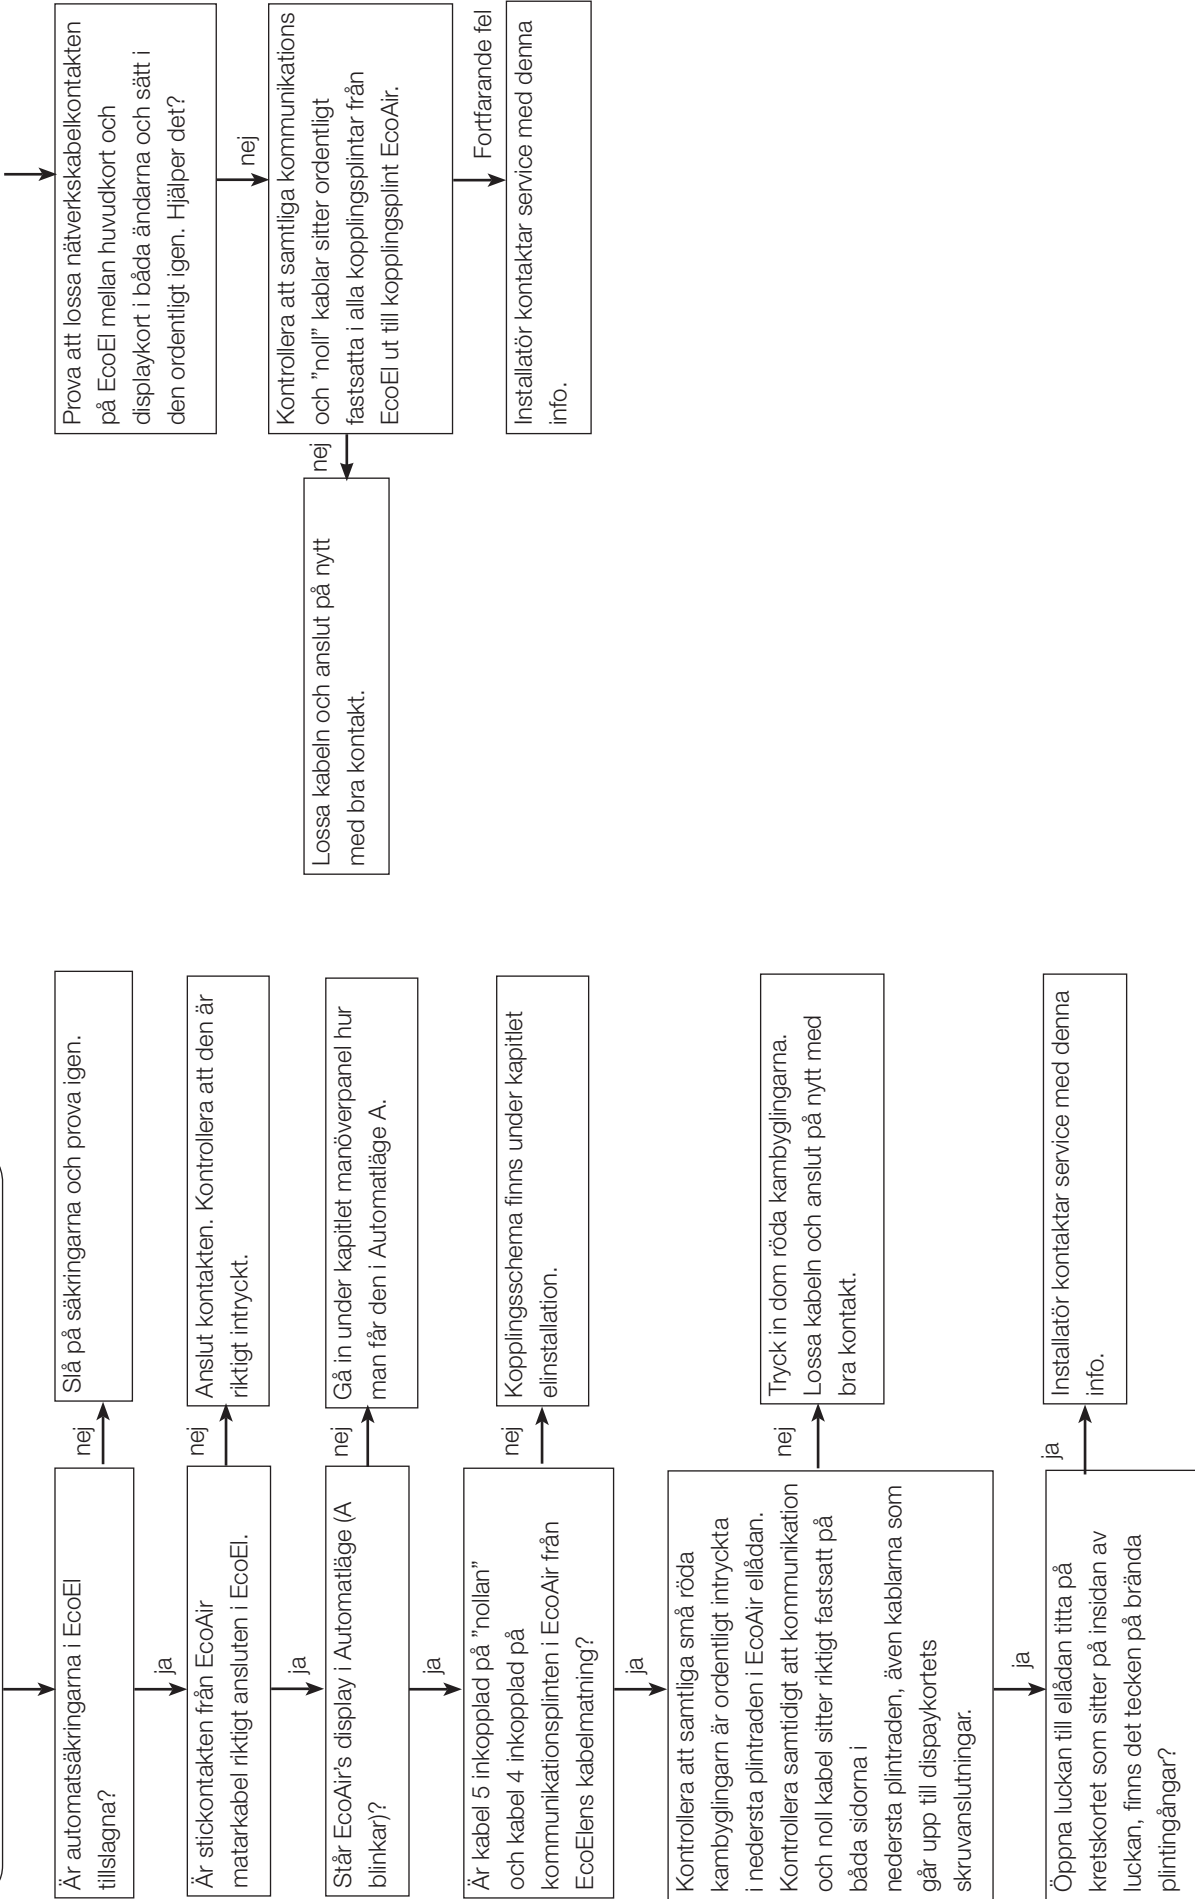 Är automatsäkringarna i EcoEl
tillslagna?
nej
Slå på säkringarna och prova igen.
ja
Är stickontakten från EcoAir
matarkabel riktigt ansluten i EcoEl.
nej
Anslut kontakten. Kontrollera att den är
riktigt intryckt.
ja
Står EcoAir's display i Automatläge (A
blinkar)?
nej
Gå in under kapitlet manöverpanel hur
man får den i Automatläge A.
ja
Är kabel 5 inkopplad på ”nollan”
och kabel 4 inkopplad på
kommunikationsplinten i EcoAir från
EcoElens kabelmatning?
nej
Kopplingsschema finns under kapitlet
elinstallation.
ja
Kontrollera att samtliga små röda
kambyglingarn är ordentligt intryckta
i nedersta plintraden i EcoAir ellådan.
Kontrollera samtidigt att kommunikation
och noll kabel sitter riktigt fastsatt på
båda sidorna i
nedersta plintraden, även kablarna som
går upp till dispaykortets
skruvanslutningar.
nej
Tryck in dom röda kambyglingarna.
Lossa kabeln och anslut på nytt med
bra kontakt.
ja
Öppna luckan till ellådan titta på
kretskortet som sitter på insidan av
luckan, finns det tecken på brända
plintingångar?
ja
Installatör kontaktar service med denna
info.
Prova att lossa nätverkskabelkontakten
på EcoEl mellan huvudkort och
displaykort i båda ändarna och sätt i
den ordentligt igen. Hjälper det?
nej
Kontrollera att samtliga kommunikations
och ”noll” kablar sitter ordentligt
fastsatta i alla kopplingsplintar från
EcoEl ut till kopplingsplint EcoAir.
nej
Lossa kabeln och anslut på nytt
med bra kontakt.
Fortfarande fel
Installatör kontaktar service med denna
info.